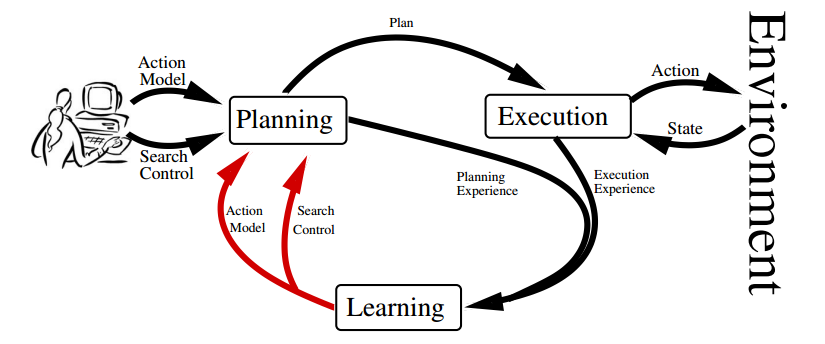 Plan
Action
Model
Search
Control
Planning
Execution
Action
State
Environment
Planning
Experience
Execution
Experience
Action
Model
Search
Control
Learning